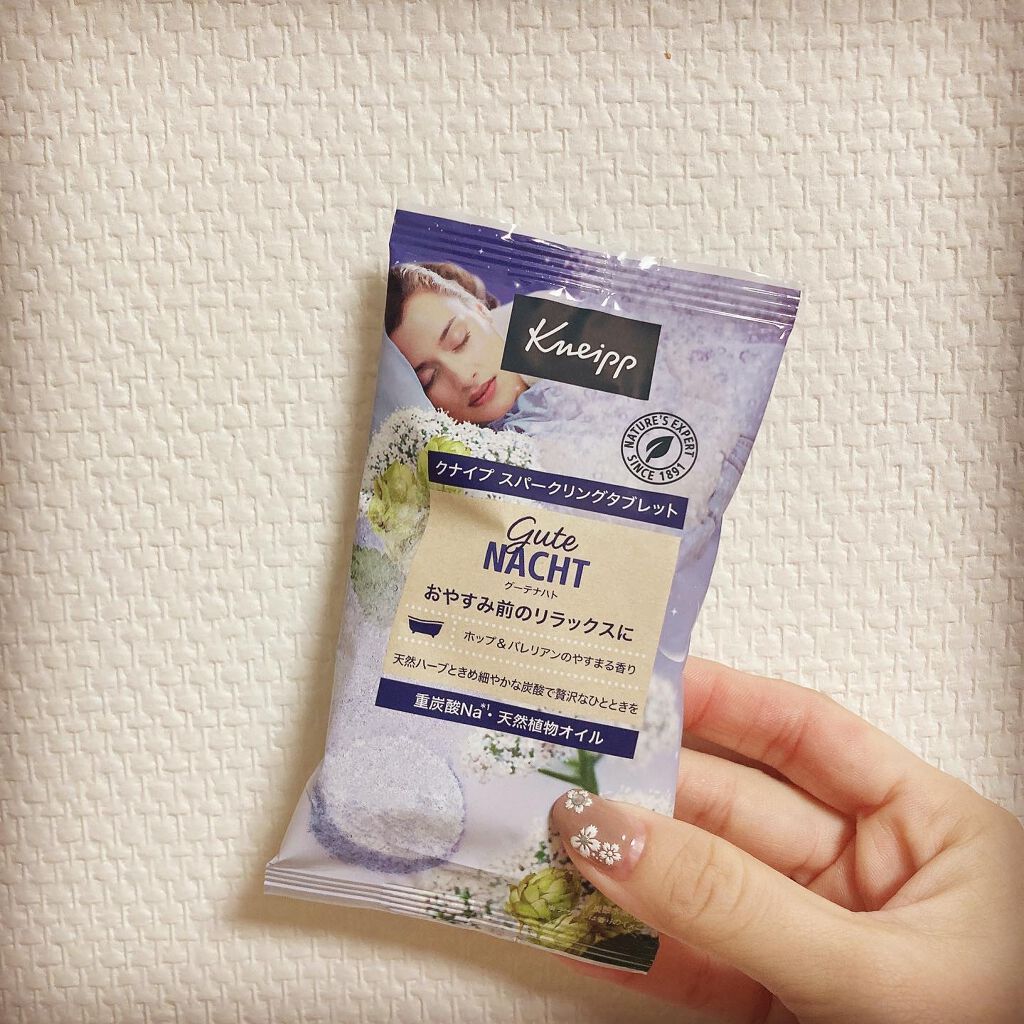 Kneipp
NATURE'S EXPERT
SINCE 1891
クナイプ スパークリングタブレット
Gute
NACHT
グーテナハト
おやすみ前のリラックスに
ホップ&バレリアンのやすまる香り
天然ハーブときめ細やかな炭酸で贅沢なひとときを
重炭酸Na*¹・天然植物オイル